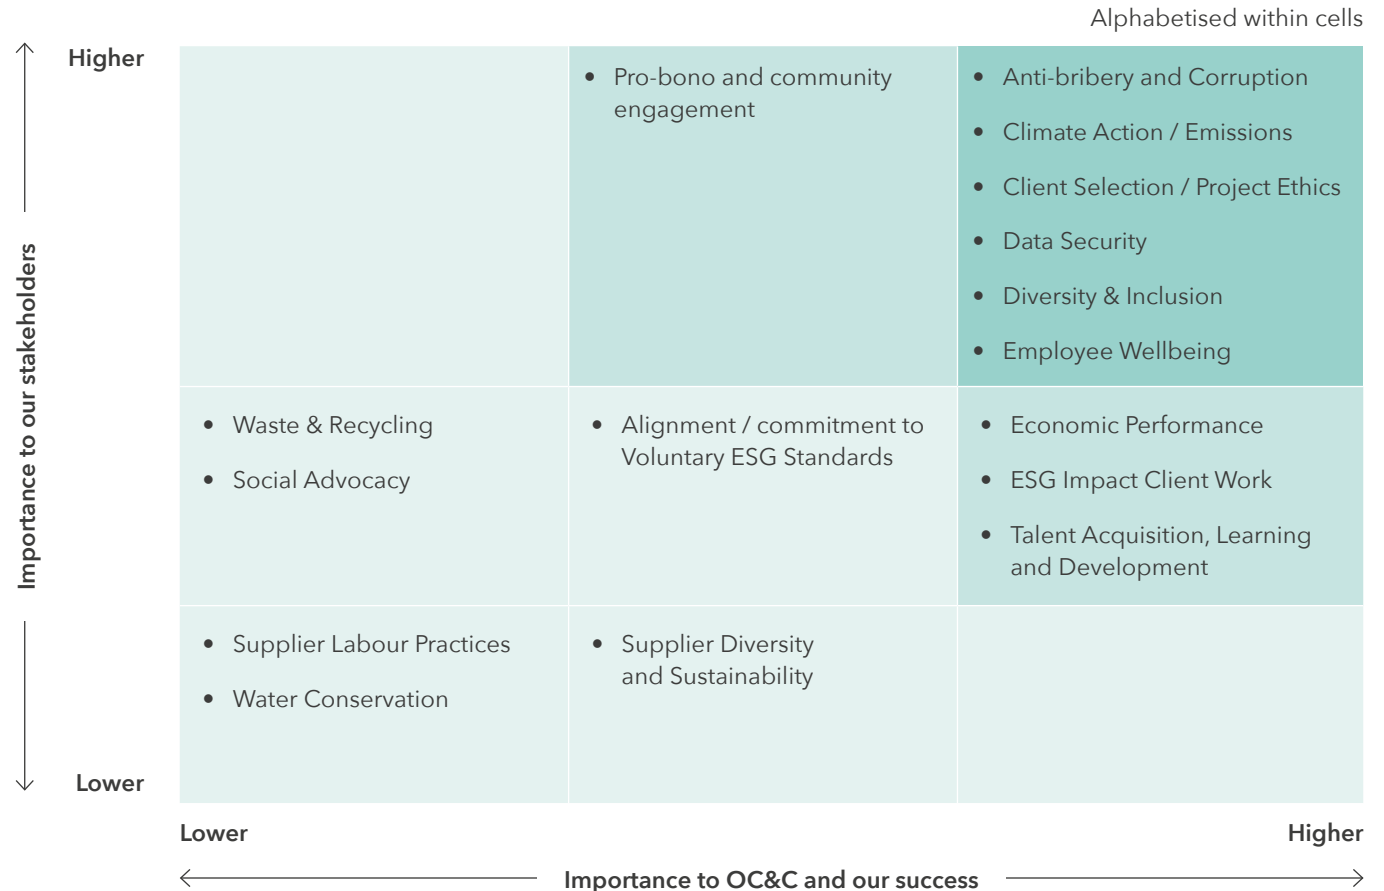 Alphabetised within cells
Higher
Importance to our stakeholders
Lower
• Pro-bono and community
engagement
• Anti-bribery and Corruption
• Climate Action / Emissions
• Client Selection / Project Ethics
• Data Security
• Diversity & Inclusion
• Employee Wellbeing
• Waste & Recycling
• Social Advocacy
• Alignment / commitment to
Voluntary ESG Standards
• Economic Performance
• ESG Impact Client Work
• Talent Acquisition, Learning
and Development
• Supplier Labour Practices
• Water Conservation
• Supplier Diversity
and Sustainability
Lower
Higher
Importance to OC&C and our success